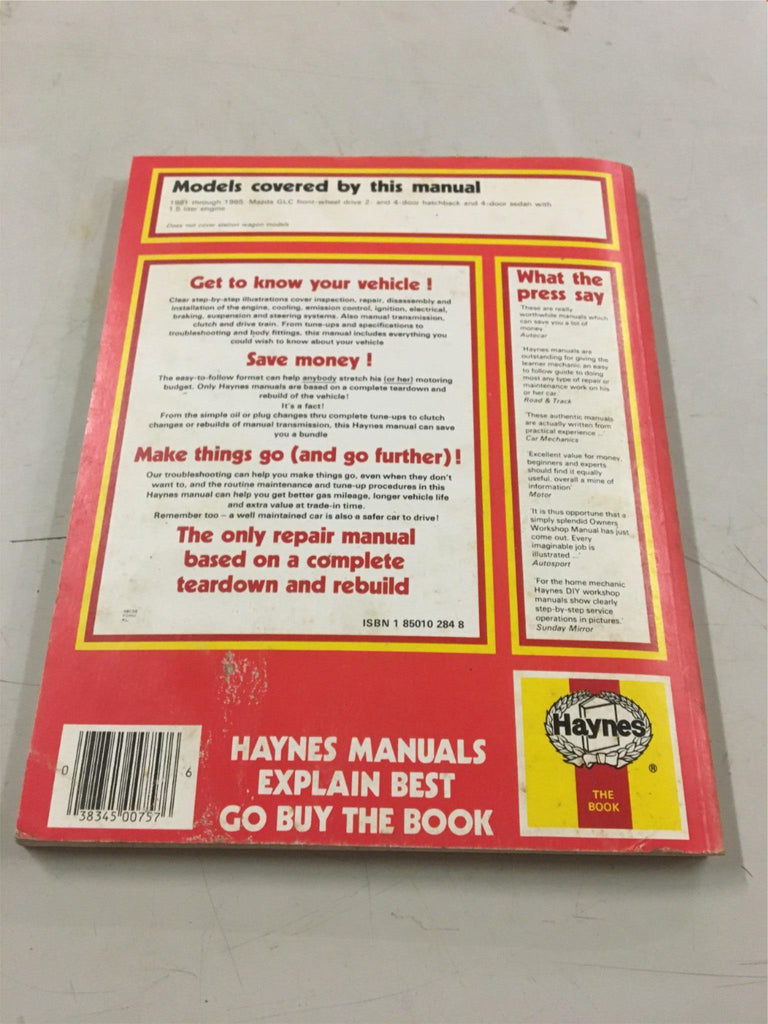 Models covered by this manual
1981 through 1985 Mazda GLC front-wheel drive 2- and 4-door hatchback and 4-door sedan with
1.5 liter engine
Does not cover station wagon models
Get to know your vehicle !
Clear step-by-step illustrations cover inspection, repair, disassembly and
installation of the engine, cooling, emission control, ignition, electrical,
braking, suspension and steering systems. Also manual transmission,
clutch and drive train. From tune-ups and specifications to
troubleshooting and body fittings, this manual includes everything you
could wish to know about your vehicle
Save money !
The easy-to-follow format can help anybody stretch his (or her) motoring
budget. Only Haynes manuals are based on a complete teardown and
rebuild of the vehicle!
It's a fact!
From the simple oil or plug changes thru complete tune-ups to clutch
changes or rebuilds of manual transmission, this Haynes manual can save
you a bundle
Make things go (and go further) !
Our troubleshooting can help you make things go, even when they don't
want to, and the routine maintenance and tune-up procedures in this
Haynes manual can help you get better gas mileage, longer vehicle life
and extra value at trade-in time.
Remember too – a well maintained car is also a safer car to drive!
The only repair manual
based on a complete
teardown and rebuild
ISBN 1 85010 284 8
What the
press say
'These are really
worthwhile manuals which
can save you a lot of
money'
Autocar
'Haynes manuals are
outstanding for giving the
learner mechanic an easy
to follow guide to doing
most any type of repair or
maintenance work on his
or her car.'
Road & Track
'These authentic manuals
are actually written from
practical experience ...'
Car Mechanics
'Excellent value for money,
beginners and experts
should find it equally
useful, overall a mine of
information'
Motor
'It is thus opportune that a
simply splendid Owners
Workshop Manual has just
come out. Every
imaginable job is
illustrated ...'
Autosport
'For the home mechanic
Haynes DIY workshop
manuals show clearly
step-by-step service
operations in pictures.'
Sunday Mirror
0 38345 00757 6
HAYNES MANUALS
EXPLAIN BEST
GO BUY THE BOOK
Haynes
®
THE
BOOK